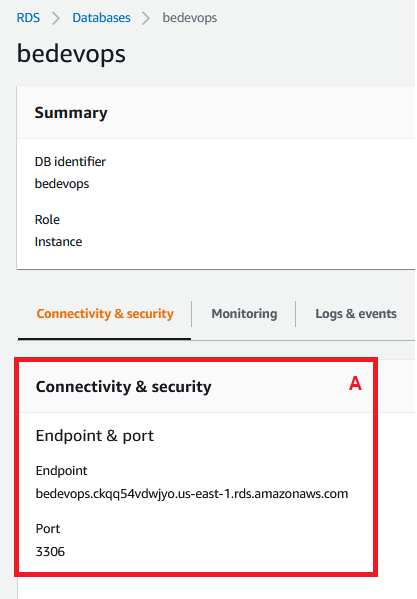 RDS > Databases > bedevops
bedevops
Summary
DB identifier
bedevops
Role
Instance
Connectivity & security Monitoring Logs & events
Connectivity & security A
Endpoint & port
Endpoint
bedevops.ckqq54vdwjyo.us-east-1.rds.amazonaws.com
Port
3306